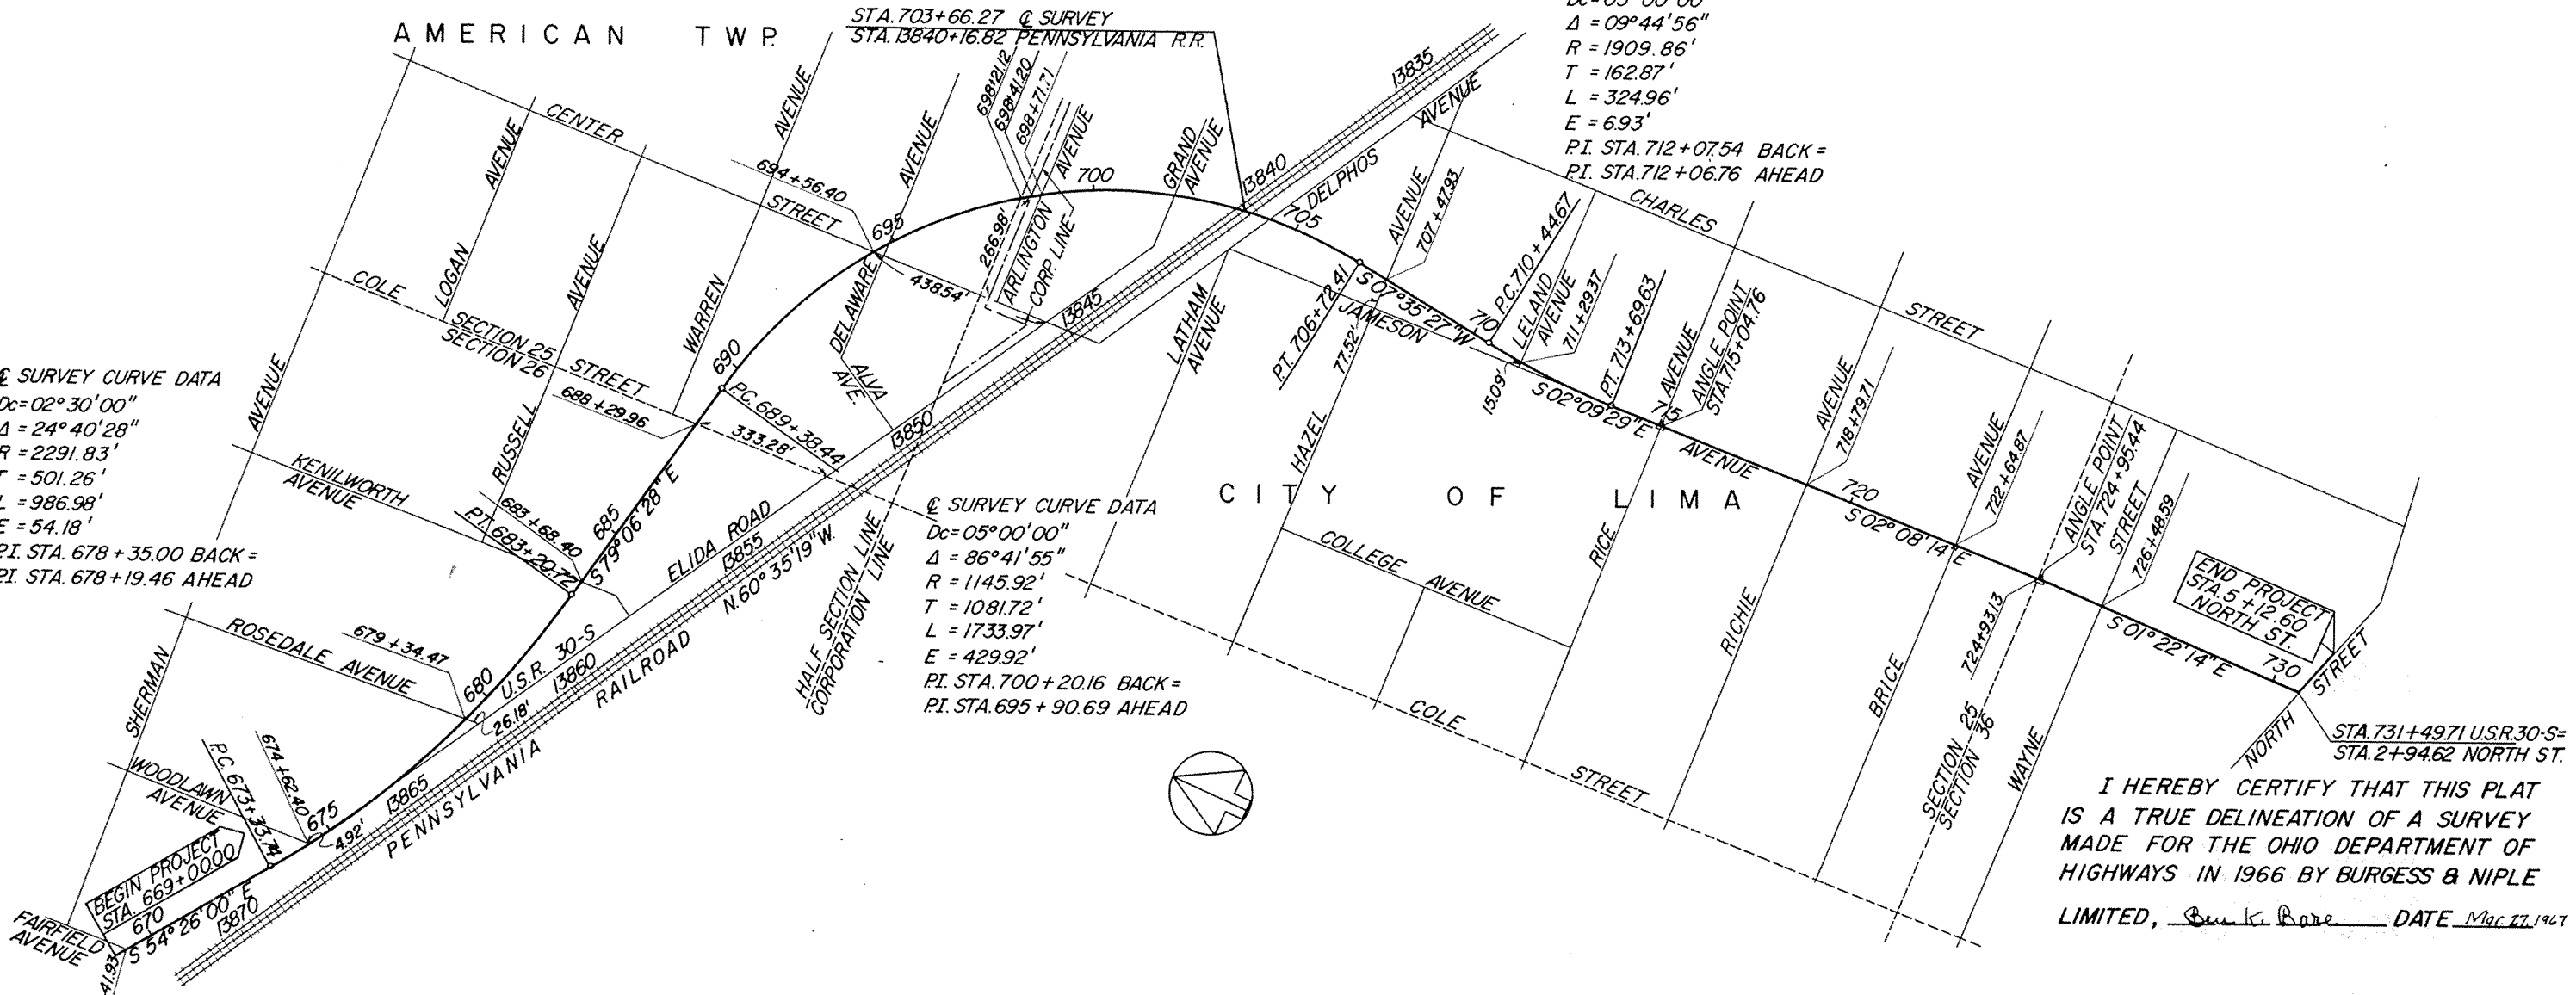 AMERICAN TWP.
STA. 703+66.27 ℄ SURVEY
STA. 13840+16.82 PENNSYLVANIA R.R.
Δ = 09°44'56"
R = 1909.86'
T = 162.87'
L = 324.96'
E = 6.93'
P.I. STA. 712+07.54 BACK =
P.I. STA. 712+06.76 AHEAD
CENTER
STREET
AVENUE
LOGAN
AVENUE
RUSSELL
AVENUE
WARREN
AVENUE
DELAWARE
AVENUE
694+56.40
695
698+21.12
698+41.20
698+71.71
266.98'
ARLINGTON
AVENUE
CORP. LINE
700
GRAND
AVENUE
438.54'
13835
13840
13845
13850
13855
13860
13865
13870
DELPHOS
AVENUE
705
COLE
STREET
SECTION 25
SECTION 26
688+29.96
690
P.C. 689+38.44
333.28'
ALVA
AVE.
℄ SURVEY CURVE DATA
Dc=02°30'00"
Δ = 24°40'28"
R = 2291.83'
T = 501.26'
L = 986.98'
E = 54.18'
P.I. STA. 678+35.00 BACK =
P.I. STA. 678+19.46 AHEAD
AVENUE
SHERMAN
KENILWORTH
AVENUE
683+68.40
P.T. 683+20.72
685
S 79°06'28" E
ELIDA ROAD
U.S.R. 30-S
N.60°35'19"W.
PENNSYLVANIA
RAILROAD
ROSEDALE AVENUE
679+34.47
680
26.18'
WOODLAWN
AVENUE
P.C. 673+33.74
674+62.40
675
4.92'
BEGIN PROJECT
STA. 669+00.00
670
S 54°26'00" E
FAIRFIELD
AVENUE
41.93
HALF SECTION LINE
CORPORATION LINE
℄ SURVEY CURVE DATA
Dc=05°00'00"
Δ = 86°41'55"
R = 1145.92'
T = 1081.72'
L = 1733.97'
E = 429.92'
P.I. STA. 700+20.16 BACK =
P.I. STA. 695+90.69 AHEAD
LATHAM
AVENUE
P.T. 706+72.41
S 07°35'27" W
JAMESON
AVENUE
77.52'
HAZEL
AVENUE
707+47.93
710
P.C. 710+44.67
LELAND
AVENUE
711+29.37
15.09'
P.T. 713+69.63
S 02°09'29" E
715
AVENUE
ANGLE POINT
STA. 715+04.76
RICE
CHARLES
STREET
CITY OF LIMA
COLLEGE AVENUE
AVENUE
RICHIE
718+79.71
720
S 02°08'14" E
AVENUE
BRICE
722+64.87
ANGLE POINT
STA. 724+95.44
724+93.13
SECTION 25
SECTION 36
STREET
WAYNE
726+48.59
S 01°22'14" E
730
END PROJECT
STA. 5+12.60
NORTH ST.
NORTH
STREET
COLE
STREET
STA. 731+49.71 U.S.R.30-S=
STA. 2+94.62 NORTH ST.
I HEREBY CERTIFY THAT THIS PLAT
IS A TRUE DELINEATION OF A SURVEY
MADE FOR THE OHIO DEPARTMENT OF
HIGHWAYS IN 1966 BY BURGESS & NIPLE
LIMITED, Ben K. Bare DATE Mar. 27, 1967